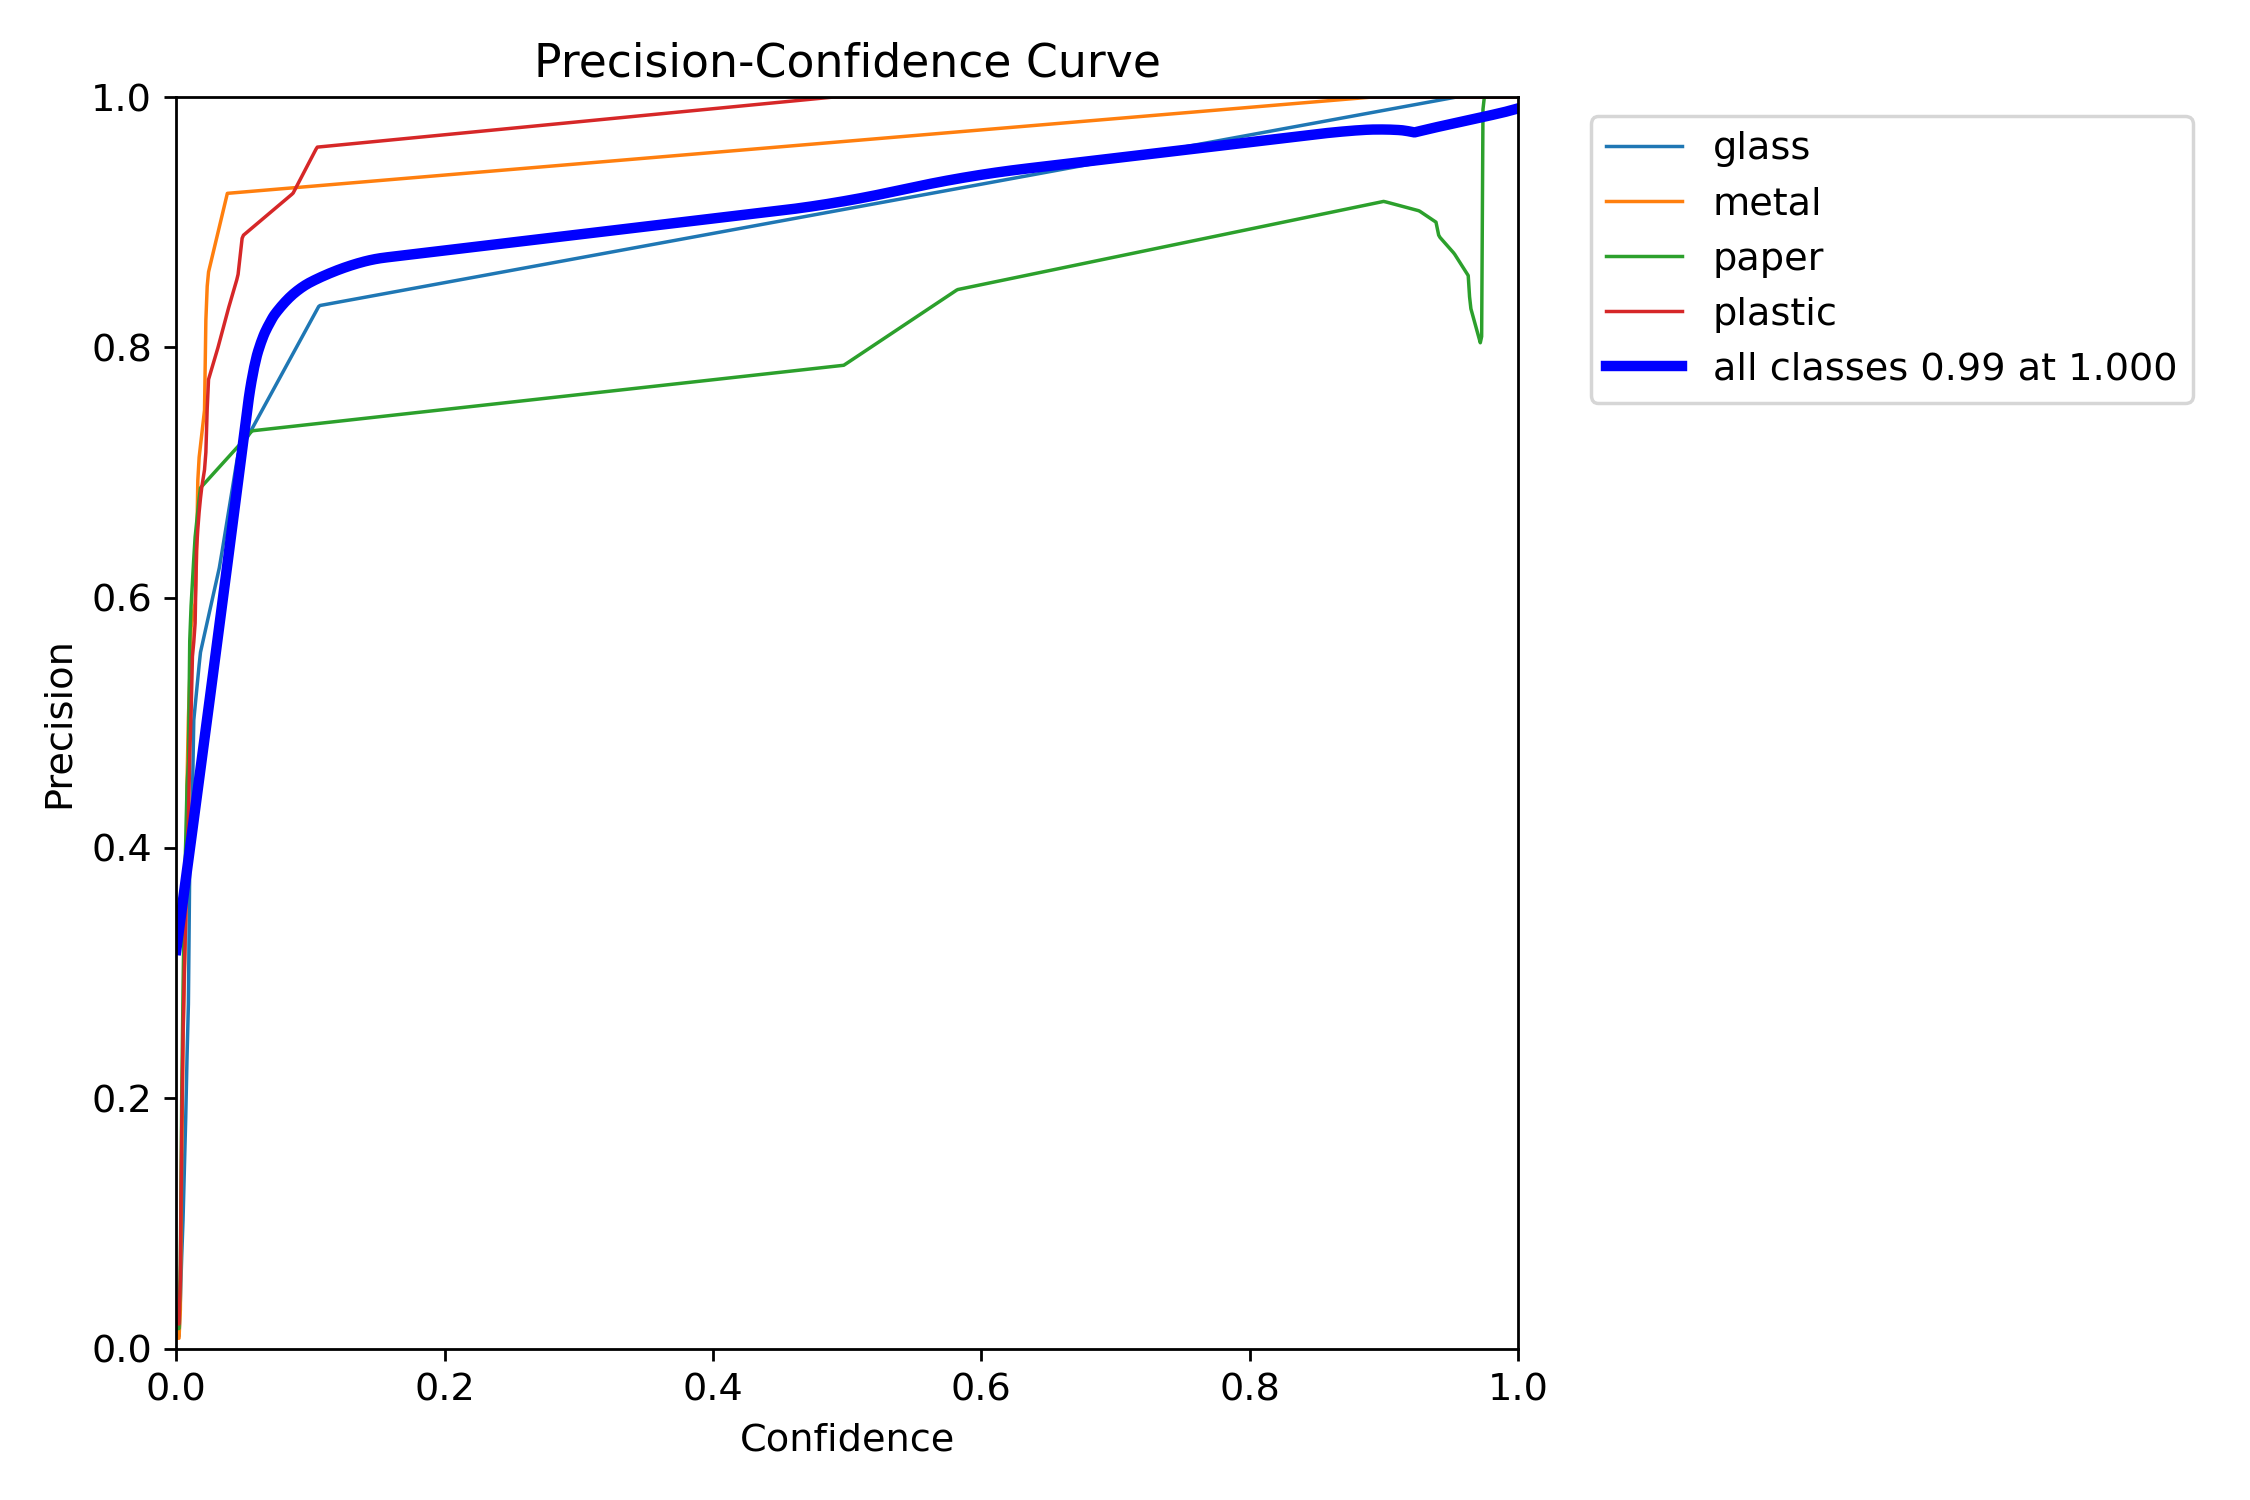 Precision-Confidence Curve
1.0
0.8
0.6
0.4
0.2
0.0
Precision
0.0 0.2 0.4 0.6 0.8 1.0
Confidence
glass
metal
paper
plastic
all classes 0.99 at 1.000